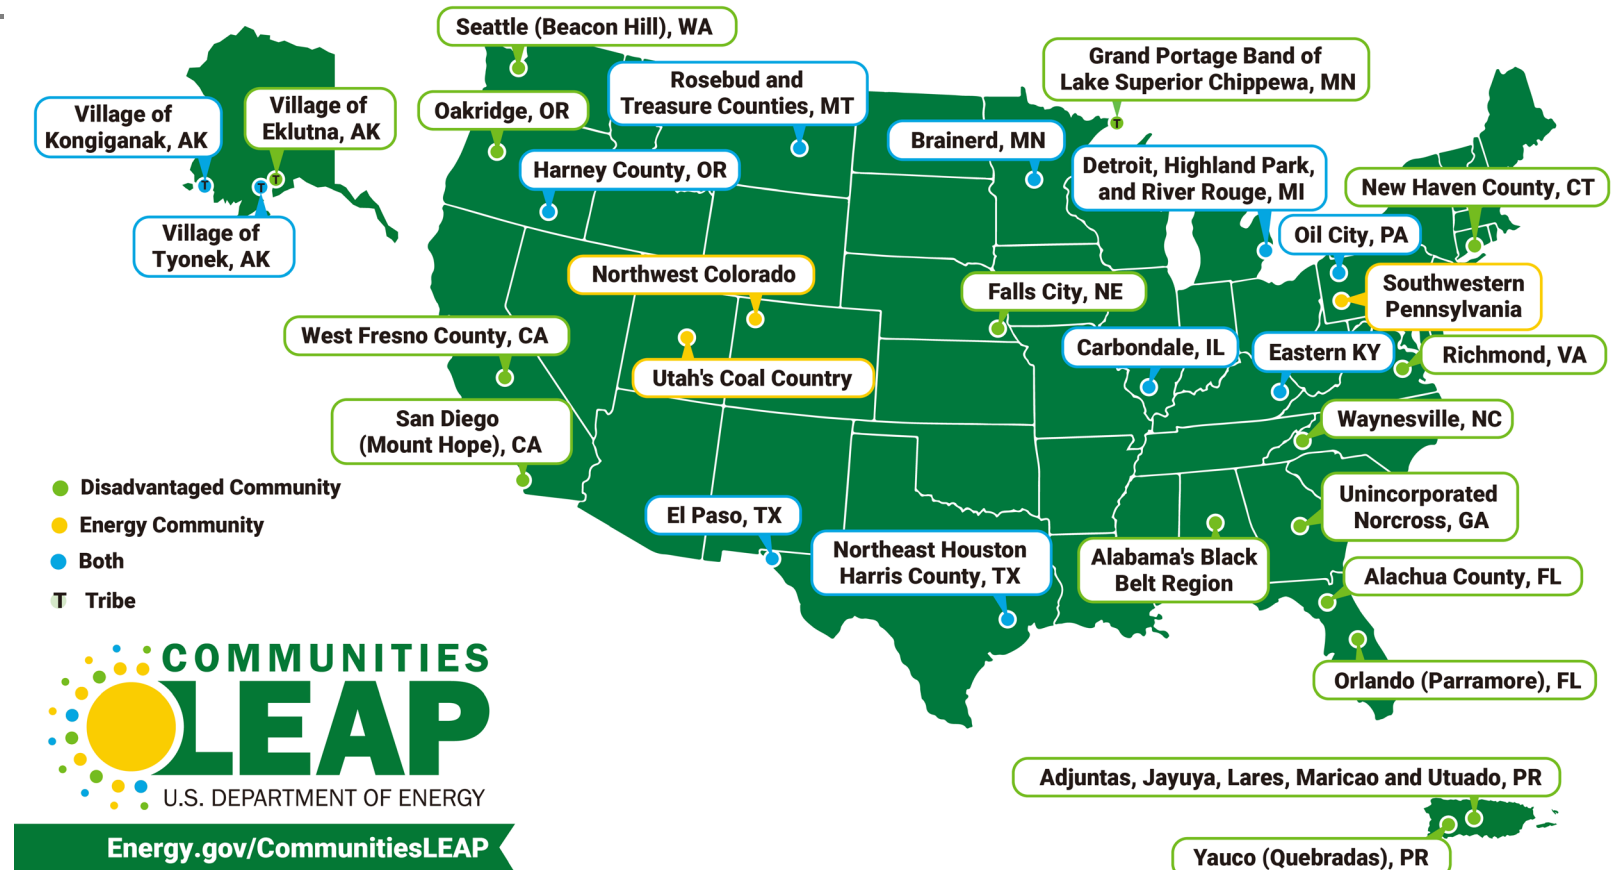 Seattle (Beacon Hill), WA
Grand Portage Band of
Lake Superior Chippewa, MN
Rosebud and
Treasure Counties, MT
Village of
Kongiganak, AK
Village of
Eklutna, AK
T
T
T
Village of
Tyonek, AK
Oakridge, OR
Harney County, OR
T
Brainerd, MN
Detroit, Highland Park,
and River Rouge, MI
New Haven County, CT
Oil City, PA
Northwest Colorado
Falls City, NE
Southwestern
Pennsylvania
West Fresno County, CA
Utah's Coal Country
Carbondale, IL
Eastern KY
Richmond, VA
San Diego
(Mount Hope), CA
Waynesville, NC
Disadvantaged Community
Energy Community
Both
T Tribe
El Paso, TX
Northeast Houston
Harris County, TX
Alabama's Black
Belt Region
Unincorporated
Norcross, GA
Alachua County, FL
Orlando (Parramore), FL
COMMUNITIES
LEAP
U.S. DEPARTMENT OF ENERGY
Energy.gov/CommunitiesLEAP
Adjuntas, Jayuya, Lares, Maricao and Utuado, PR
Yauco (Quebradas), PR